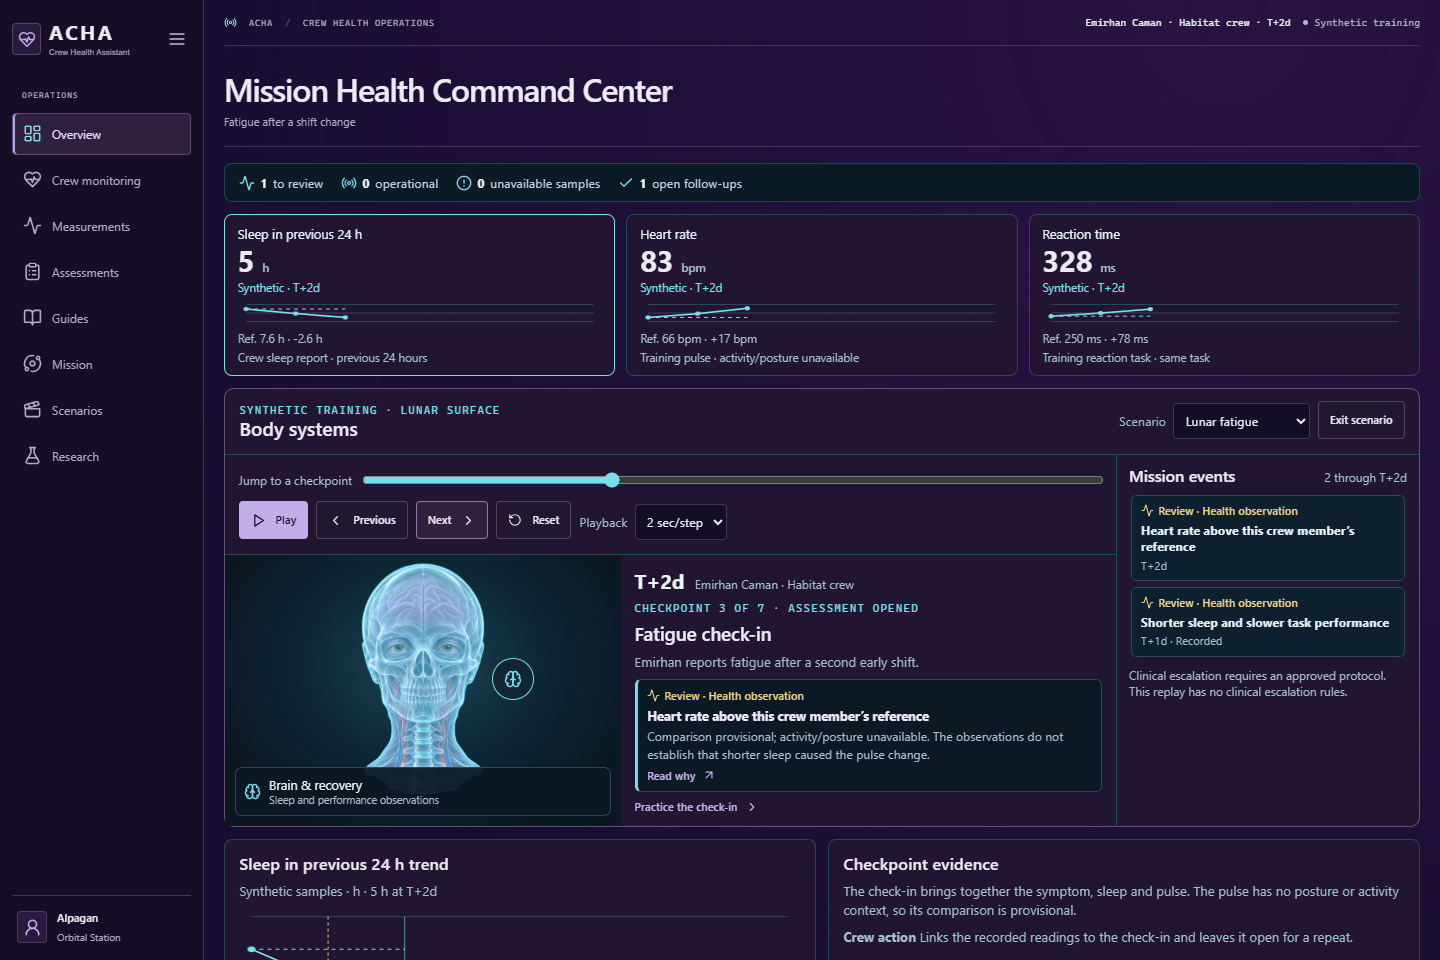 ACHA
Crew Health Assistant
OPERATIONS
Overview
Crew monitoring
Measurements
Assessments
Guides
Mission
Scenarios
Research
Alpagan
Orbital Station
ACHA / CREW HEALTH OPERATIONS
Emirhan Caman · Habitat crew · T+2d
Synthetic training
Mission Health Command Center
Fatigue after a shift change
1 to review
0 operational
0 unavailable samples
1 open follow-ups
Sleep in previous 24 h
5 h
Synthetic · T+2d
Ref. 7.6 h · -2.6 h
Crew sleep report · previous 24 hours
Heart rate
83 bpm
Synthetic · T+2d
Ref. 66 bpm · +17 bpm
Training pulse · activity/posture unavailable
Reaction time
328 ms
Synthetic · T+2d
Ref. 250 ms · +78 ms
Training reaction task · same task
SYNTHETIC TRAINING · LUNAR SURFACE
Body systems
Scenario
Lunar fatigue
Exit scenario
Jump to a checkpoint
Play
Previous
Next
Reset
Playback
2 sec/step
Brain & recovery
Sleep and performance observations
T+2d Emirhan Caman · Habitat crew
CHECKPOINT 3 OF 7 · ASSESSMENT OPENED
Fatigue check-in
Emirhan reports fatigue after a second early shift.
Review · Health observation
Heart rate above this crew member’s reference
Comparison provisional; activity/posture unavailable. The observations do not
establish that shorter sleep caused the pulse change.
Read why
Practice the check-in
Mission events
2 through T+2d
Review · Health observation
Heart rate above this crew member’s
reference
T+2d
Review · Health observation
Shorter sleep and slower task performance
T+1d · Recorded
Clinical escalation requires an approved protocol.
This replay has no clinical escalation rules.
Sleep in previous 24 h trend
Synthetic samples · h · 5 h at T+2d
Checkpoint evidence
The check-in brings together the symptom, sleep and pulse. The pulse has no posture or activity
context, so its comparison is provisional.
Crew action Links the recorded readings to the check-in and leaves it open for a repeat.